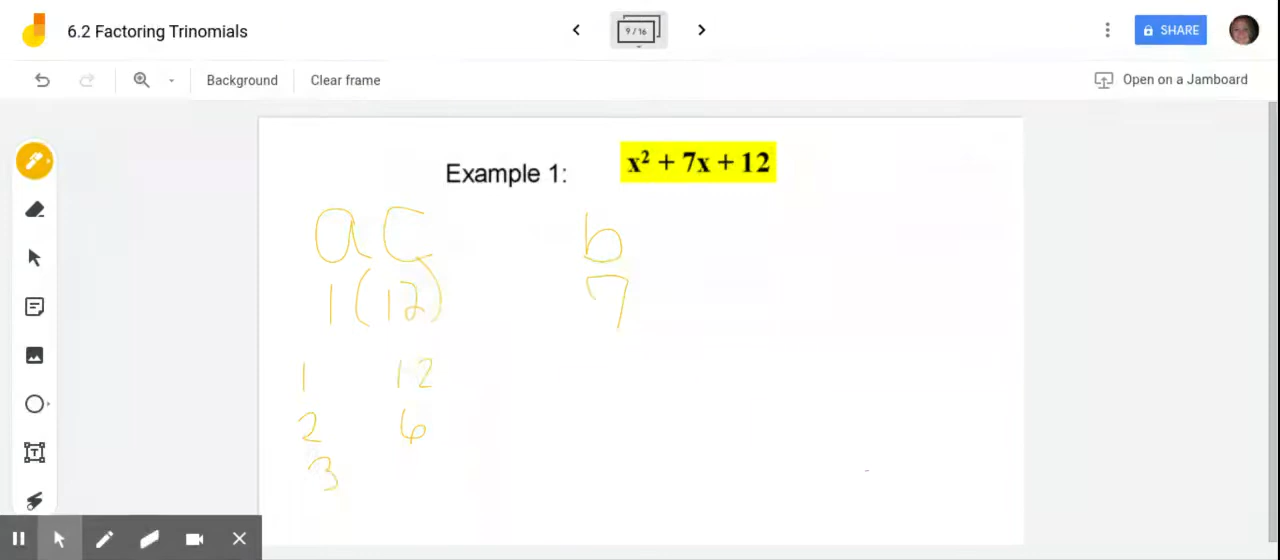 6.2 Factoring Trinomials
9 / 16
SHARE
Background
Clear frame
Open on a Jamboard
Example 1: x² + 7x + 12
a c b
1 (12) 7
1 12
2 6
3